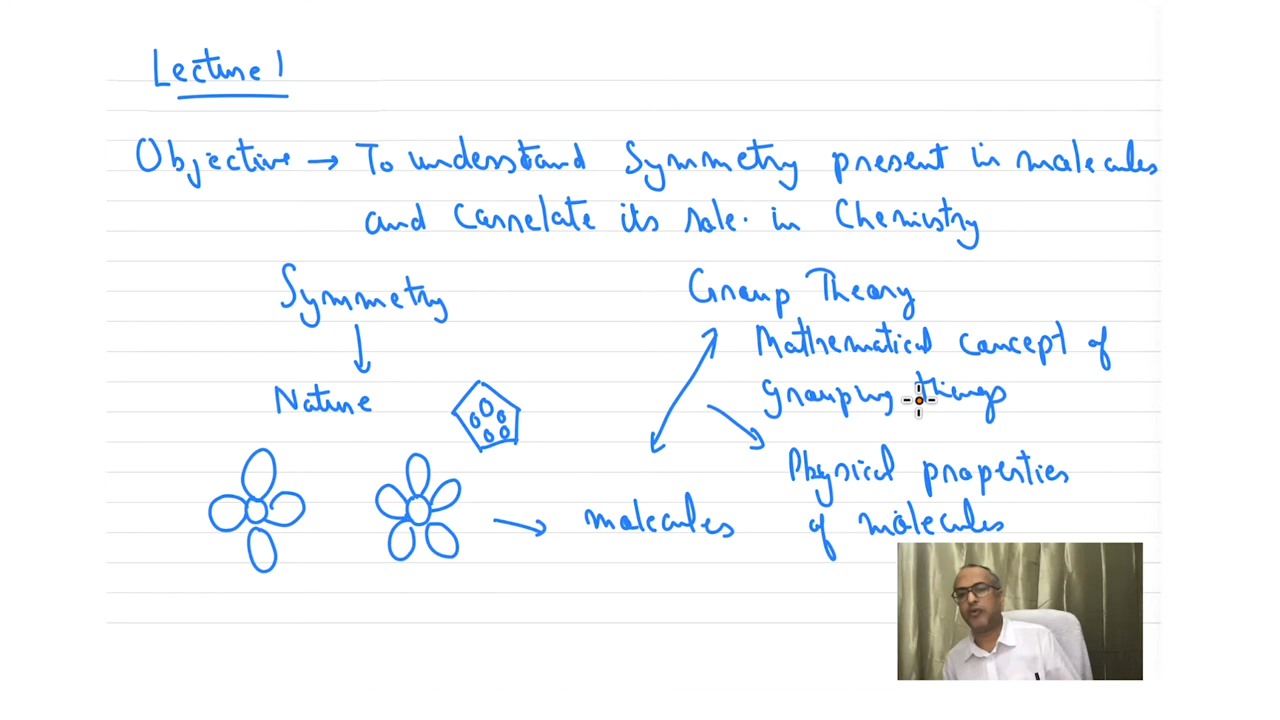 Lecture 1
Objective → To understand Symmetry present in molecules
and correlate its role. in Chemistry
Symmetry
Group Theory
Mathematical concept of
grouping things
Nature
Physical properties
of molecules
molecules